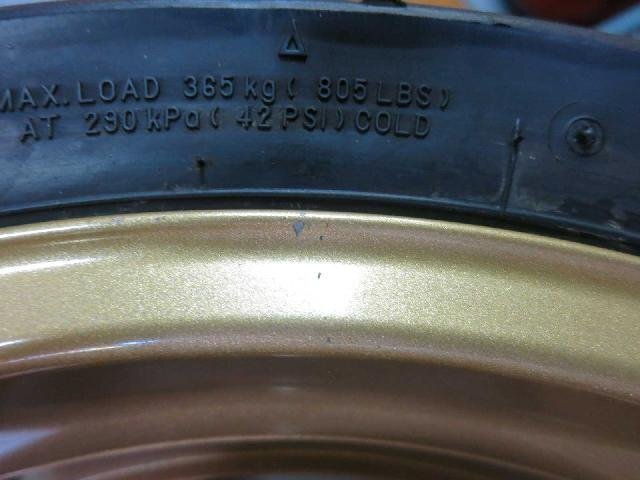 MAX. LOAD 365 kg ( 805 LBS )
AT 290 kPa ( 42 PSI ) COLD